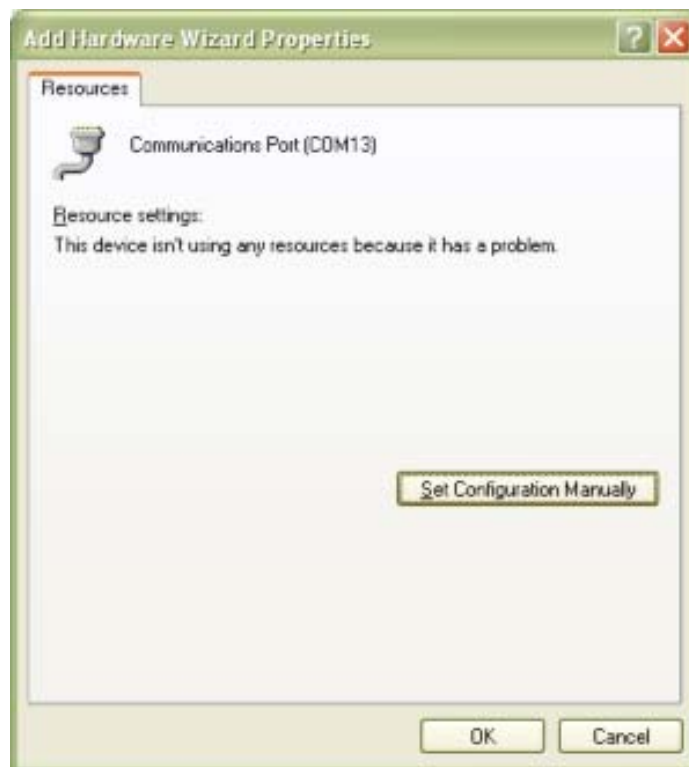 Add Hardware Wizard Properties
Resources
Communications Port (COM13)
Resource settings:
This device isn't using any resources because it has a problem.
Set Configuration Manually
OK
Cancel